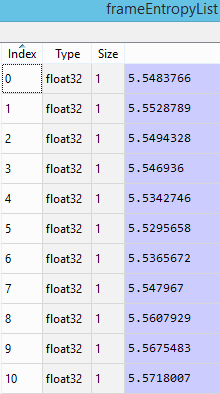 frameEntropyList
Index Type Size
0 float32 1 5.5483766
1 float32 1 5.5528789
2 float32 1 5.5494328
3 float32 1 5.546936
4 float32 1 5.5342746
5 float32 1 5.5295658
6 float32 1 5.5365672
7 float32 1 5.547967
8 float32 1 5.5607929
9 float32 1 5.5675483
10 float32 1 5.5718007